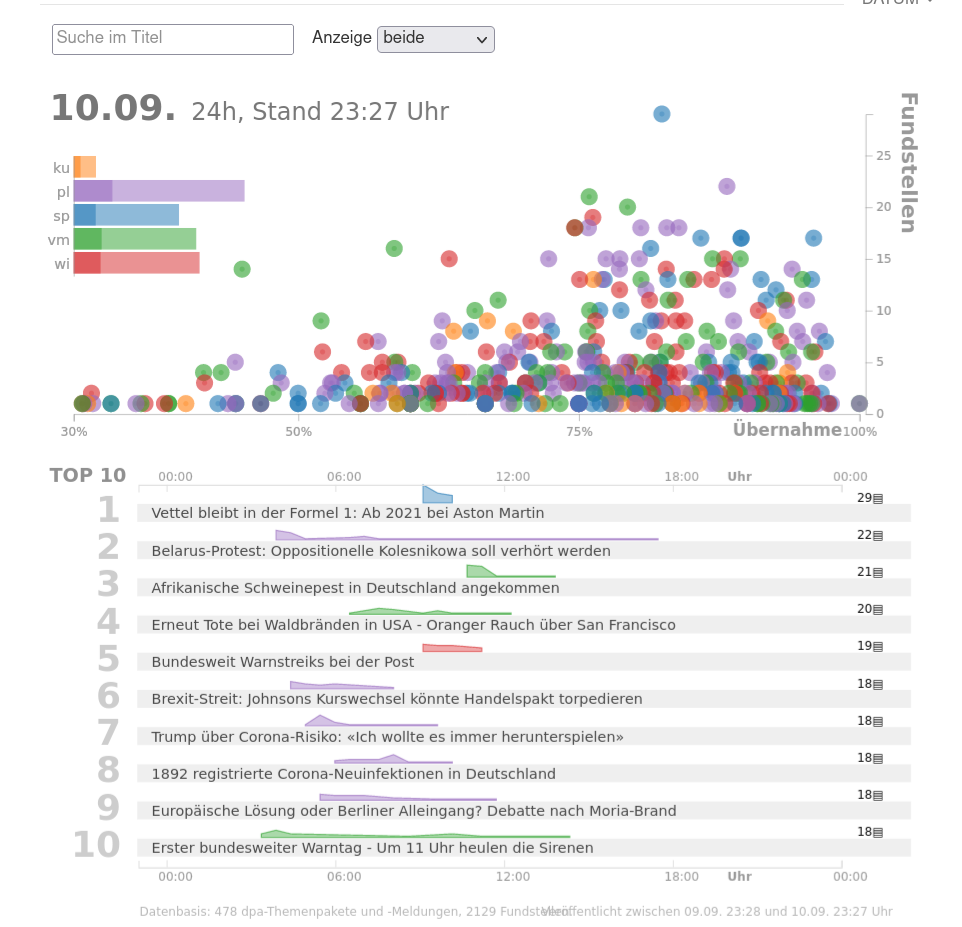 Suche im Titel Anzeige beide
10.09. 24h, Stand 23:27 Uhr
Fundstellen
ku
pl
sp
vm
wi
25
20
15
10
5
0
Übernahme
30% 50% 75% 100%
TOP 10 00:00 06:00 12:00 18:00 Uhr 00:00
1 Vettel bleibt in der Formel 1: Ab 2021 bei Aston Martin 29
2 Belarus-Protest: Oppositionelle Kolesnikowa soll verhört werden 22
3 Afrikanische Schweinepest in Deutschland angekommen 21
4 Erneut Tote bei Waldbränden in USA - Oranger Rauch über San Francisco 20
5 Bundesweit Warnstreiks bei der Post 19
6 Brexit-Streit: Johnsons Kurswechsel könnte Handelspakt torpedieren 18
7 Trump über Corona-Risiko: «Ich wollte es immer herunterspielen» 18
8 1892 registrierte Corona-Neuinfektionen in Deutschland 18
9 Europäische Lösung oder Berliner Alleingang? Debatte nach Moria-Brand 18
10 Erster bundesweiter Warntag - Um 11 Uhr heulen die Sirenen 18
00:00 06:00 12:00 18:00 Uhr 00:00
Datenbasis: 478 dpa-Themenpakete und -Meldungen, 2129 Fundstellen. Veröffentlicht zwischen 09.09. 23:28 und 10.09. 23:27 Uhr